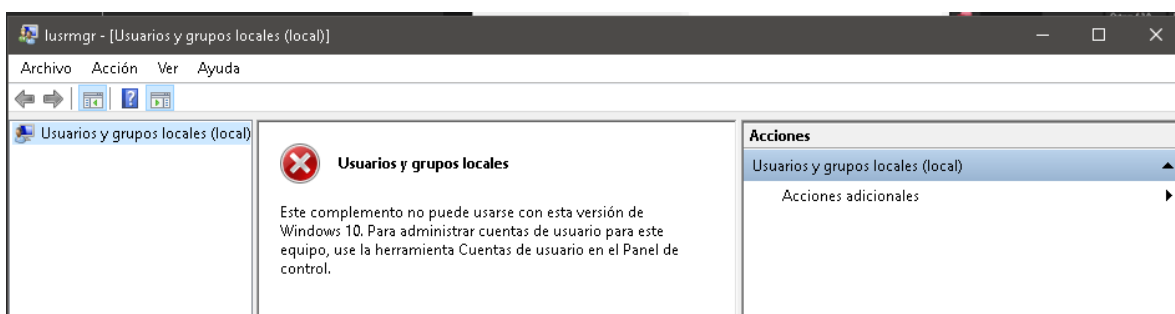 lusrmgr - [Usuarios y grupos locales (local)]
Archivo Acción Ver Ayuda
Usuarios y grupos locales (local)
Usuarios y grupos locales
Este complemento no puede usarse con esta versión de
Windows 10. Para administrar cuentas de usuario para este
equipo, use la herramienta Cuentas de usuario en el Panel de
control.
Acciones
Usuarios y grupos locales (local)
Acciones adicionales